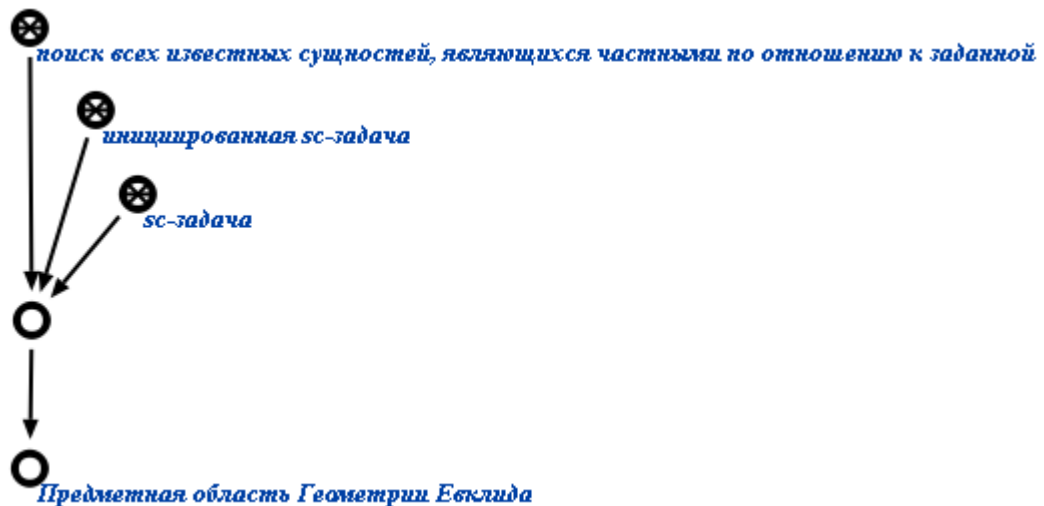 поиск всех известных сущностей, являющихся частными по отношению к заданной
инициированная sc-задача
sc-задача
Предметная область Геометрии Евклида